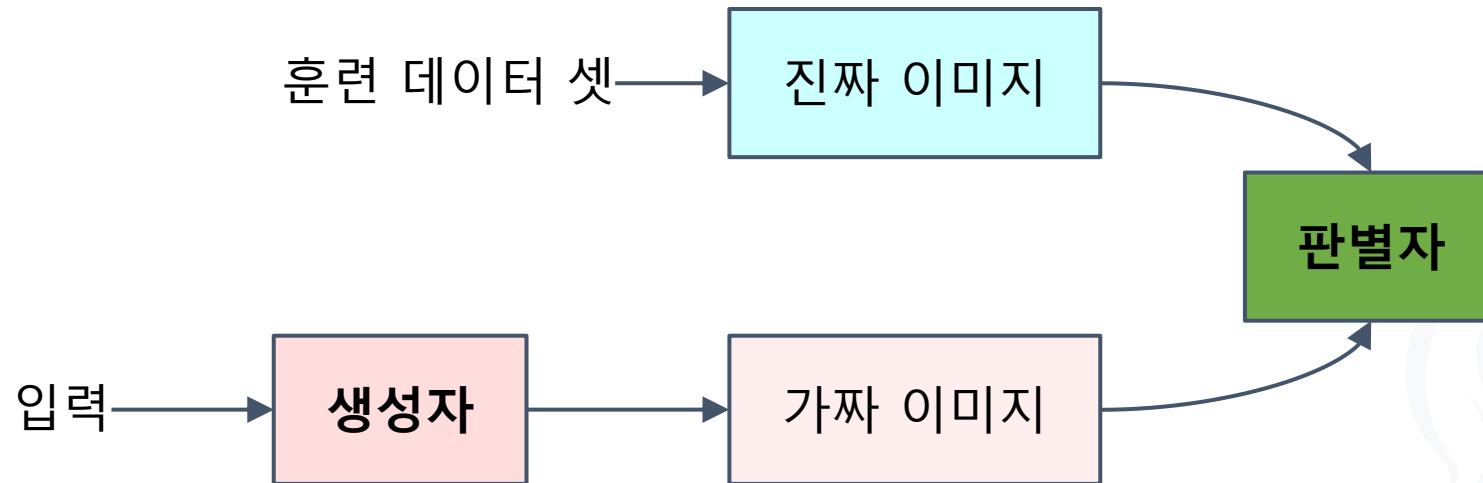 훈련 데이터 셋
진짜 이미지
판별자
입력
생성자
가짜 이미지